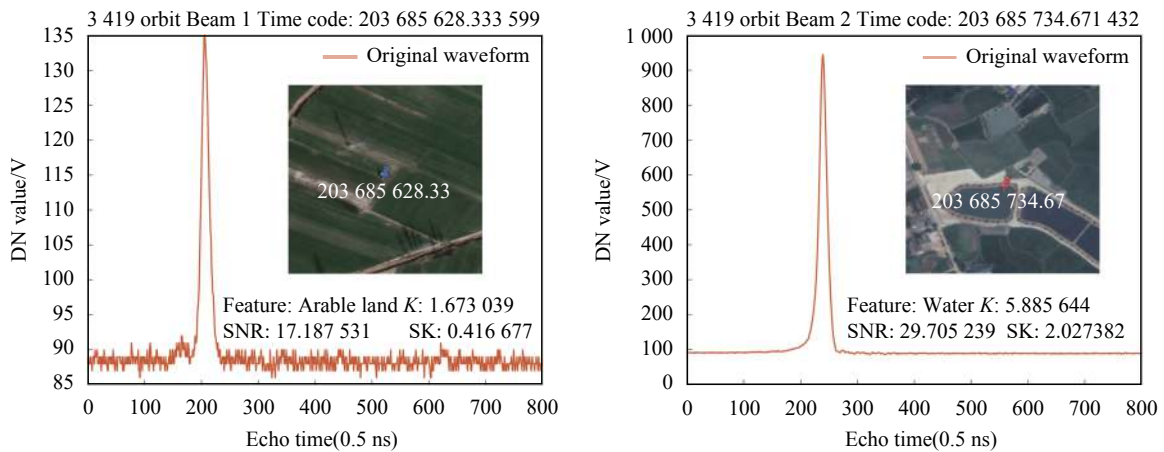 3 419 orbit Beam 1 Time code: 203 685 628.333 599
135
130
125
120
115
110
105
100
95
90
85
DN value/V
Original waveform
203 685 628.33
Feature: Arable land K: 1.673 039
SNR: 17.187 531 SK: 0.416 677
0 100 200 300 400 500 600 700 800
Echo time(0.5 ns)
3 419 orbit Beam 2 Time code: 203 685 734.671 432
1 000
900
800
700
600
500
400
300
200
100
0
DN value/V
Original waveform
203 685 734.67
Feature: Water K: 5.885 644
SNR: 29.705 239 SK: 2.027382
0 100 200 300 400 500 600 700 800
Echo time(0.5 ns)